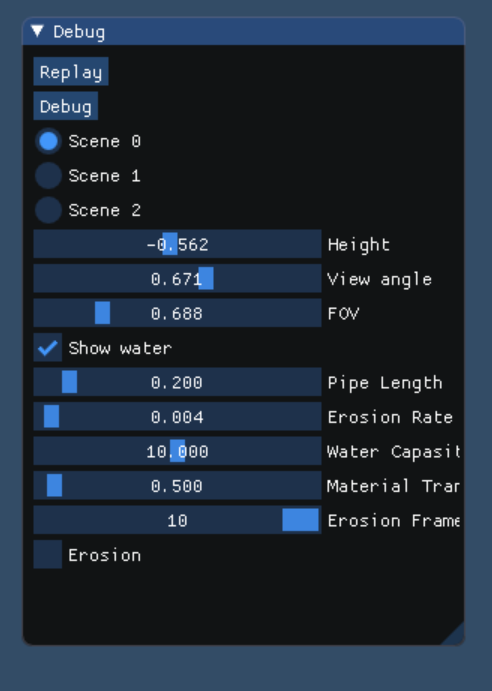 Debug
Replay
Debug
Scene 0
Scene 1
Scene 2
-0.562 Height
0.671 View angle
0.688 FOV
Show water
0.200 Pipe Length
0.004 Erosion Rate
10.000 Water Capasit
0.500 Material Tran
10 Erosion Frame
Erosion